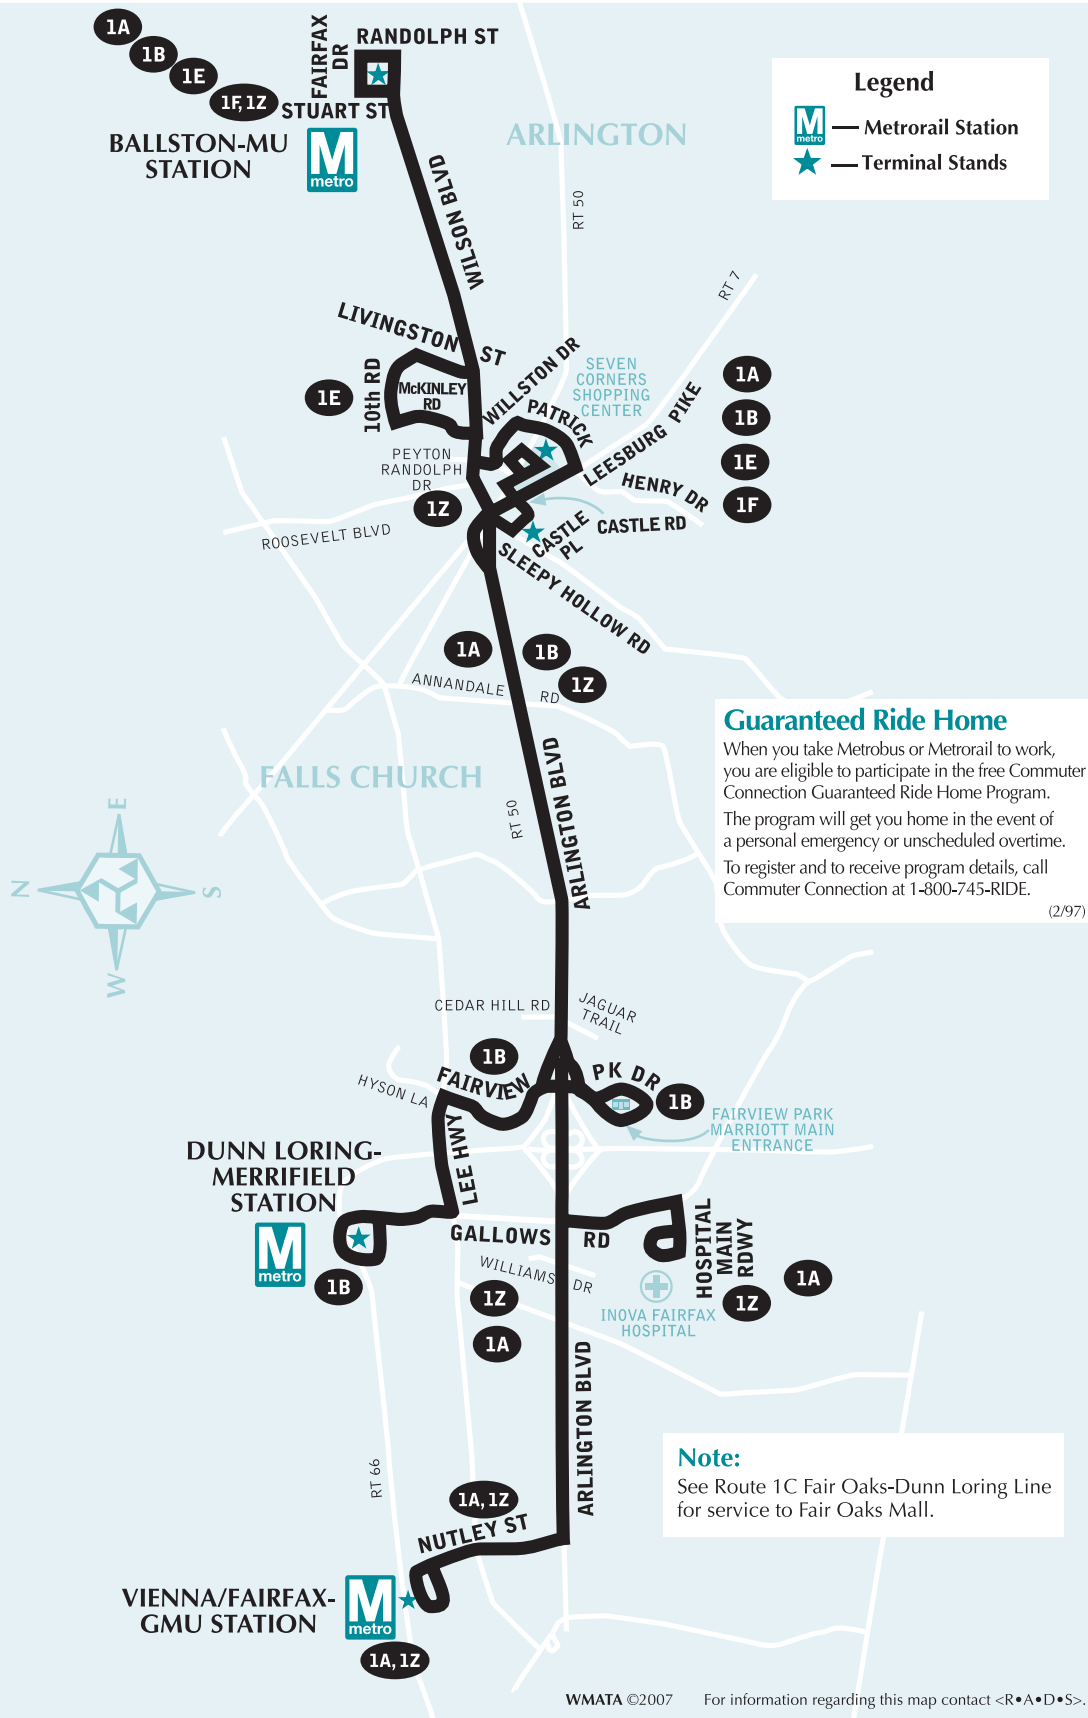 1A
1B
1E
1F, 1Z
FAIRFAX
DR
RANDOLPH ST
STUART ST
BALLSTON-MU
STATION
M
metro
ARLINGTON
Legend
M
metro
Metrorail Station
Terminal Stands
WILSON BLVD
RT 50
RT 7
LIVINGSTON ST
10th RD
McKINLEY
RD
1E
WILLSTON DR
PATRICK
HENRY DR
SEVEN
CORNERS
SHOPPING
CENTER
LEESBURG PIKE
1A
1B
1E
1F
PEYTON
RANDOLPH
DR
1Z
ROOSEVELT BLVD
CASTLE RD
CASTLE
PL
SLEEPY HOLLOW RD
1A
1B
1Z
ANNANDALE RD
FALLS CHURCH
RT 50
ARLINGTON BLVD
Guaranteed Ride Home
When you take Metrobus or Metrorail to work,
you are eligible to participate in the free Commuter
Connection Guaranteed Ride Home Program.
The program will get you home in the event of
a personal emergency or unscheduled overtime.
To register and to receive program details, call
Commuter Connection at 1-800-745-RIDE.
(2/97)
E
N
S
W
CEDAR HILL RD
JAGUAR
TRAIL
1B
HYSON LA
FAIRVIEW PK DR
1B
FAIRVIEW PARK
MARRIOTT MAIN
ENTRANCE
LEE HWY
DUNN LORING-
MERRIFIELD
STATION
M
metro
1B
GALLOWS RD
WILLIAMS DR
HOSPITAL
MAIN
RDWY
1A
1Z
INOVA FAIRFAX
HOSPITAL
1Z
1A
ARLINGTON BLVD
RT 66
Note:
See Route 1C Fair Oaks-Dunn Loring Line
for service to Fair Oaks Mall.
1A, 1Z
NUTLEY ST
VIENNA/FAIRFAX-
GMU STATION
M
metro
1A, 1Z
WMATA ©2007 For information regarding this map contact <R•A•D•S>.